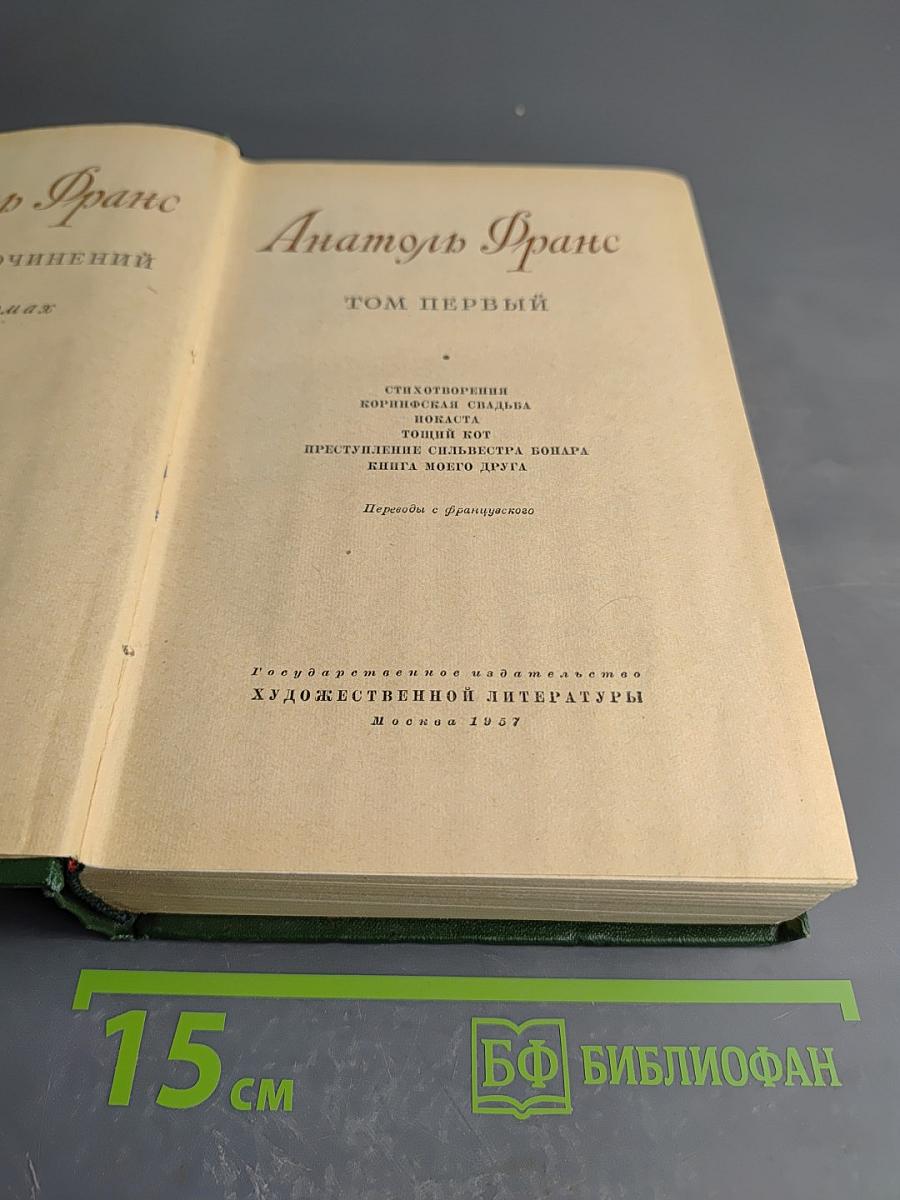 ь Франс
ОЧИНЕНИЙ
омах
Анатоль Франс
ТОМ ПЕРВЫЙ
СТИХОТВОРЕНИЯ
КОРИНФСКАЯ СВАДЬБА
ИОКАСТА
ТОЩИЙ КОТ
ПРЕСТУПЛЕНИЕ СИЛЬВЕСТРА БОНАРА
КНИГА МОЕГО ДРУГА
Переводы с французского
Государственное издательство
ХУДОЖЕСТВЕННОЙ ЛИТЕРАТУРЫ
Москва 1957
15 см
БФ БИБЛИОФАН